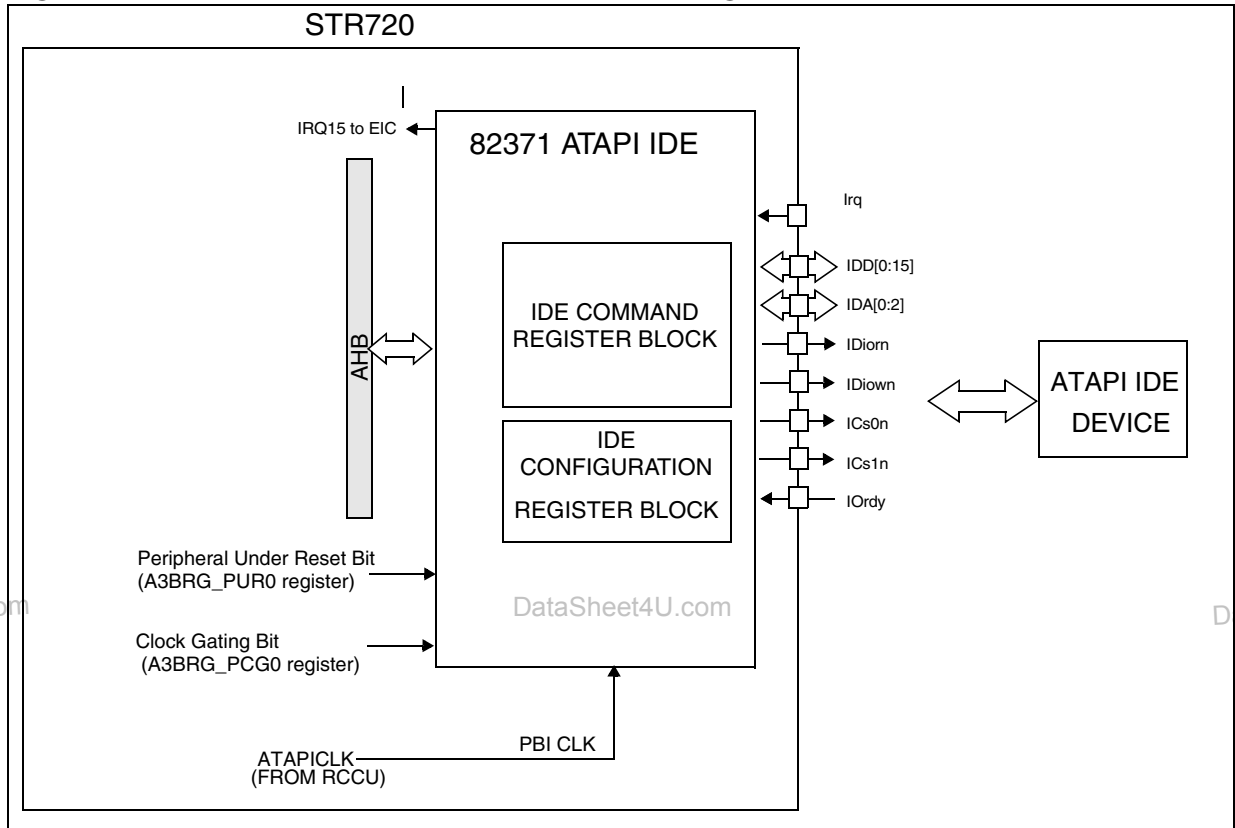 STR720
IRQ15 to EIC
82371 ATAPI IDE
Irq
IDD[0:15]
IDA[0:2]
IDE COMMAND
REGISTER BLOCK
IDiorn
IDiown
AHB
ATAPI IDE
DEVICE
ICs0n
IDE
CONFIGURATION
REGISTER BLOCK
ICs1n
IOrdy
Peripheral Under Reset Bit
(A3BRG_PUR0 register)
om
DataSheet4U.com
D
Clock Gating Bit
(A3BRG_PCG0 register)
PBI CLK
ATAPICLK
(FROM RCCU)